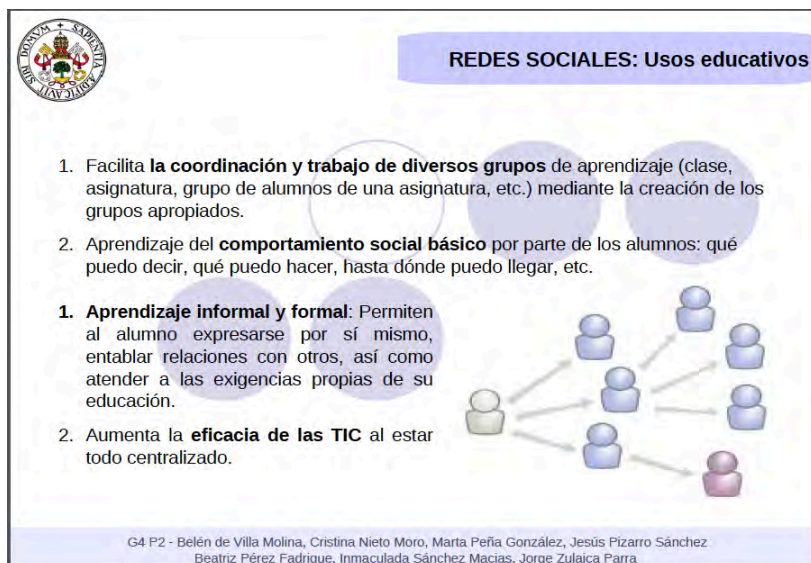 SIBI DOMVM SAPIENTIA AEDIFICAVIT
REDES SOCIALES: Usos educativos
1. Facilita la coordinación y trabajo de diversos grupos de aprendizaje (clase,
asignatura, grupo de alumnos de una asignatura, etc.) mediante la creación de los
grupos apropiados.
2. Aprendizaje del comportamiento social básico por parte de los alumnos: qué
puedo decir, qué puedo hacer, hasta dónde puedo llegar, etc.
1. Aprendizaje informal y formal: Permiten
al alumno expresarse por sí mismo,
entablar relaciones con otros, así como
atender a las exigencias propias de su
educación.
2. Aumenta la eficacia de las TIC al estar
todo centralizado.
G4 P2 - Belén de Villa Molina, Cristina Nieto Moro, Marta Peña González, Jesús Pizarro Sánchez
Beatriz Pérez Fadrique, Inmaculada Sánchez Macías, Jorge Zulaica Parra